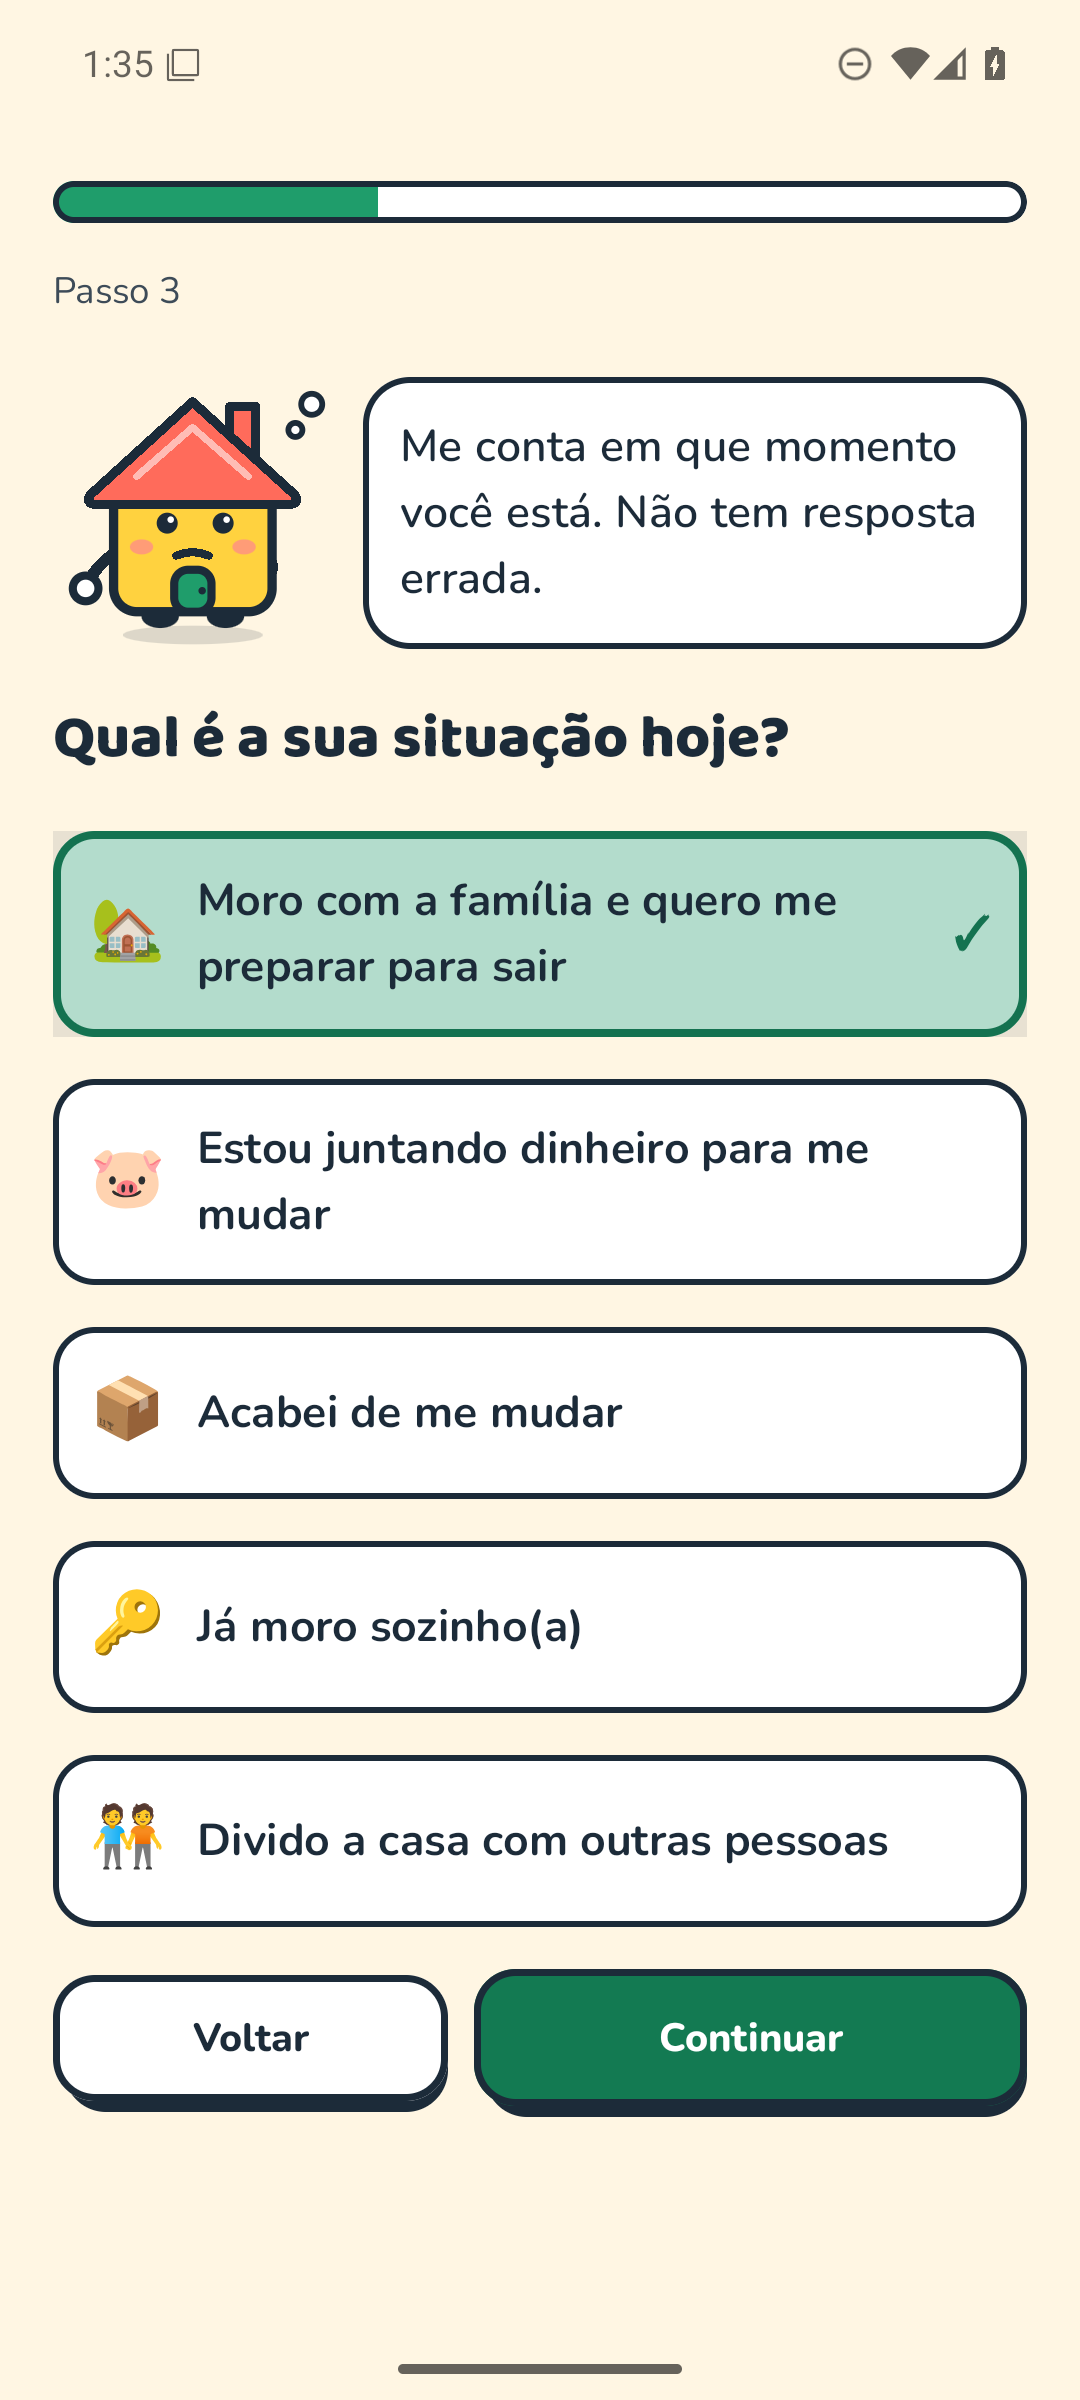 1:35
Passo 3
Me conta em que momento
você está. Não tem resposta
errada.
Qual é a sua situação hoje?
Moro com a família e quero me
preparar para sair
✓
Estou juntando dinheiro para me
mudar
Acabei de me mudar
Já moro sozinho(a)
Divido a casa com outras pessoas
Voltar
Continuar